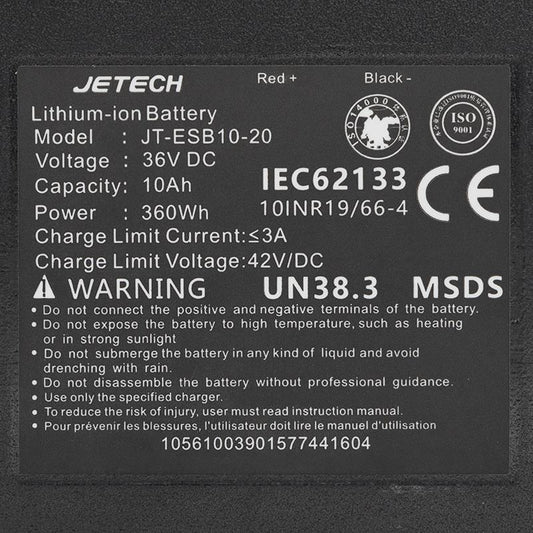 JETECH
Red +
Black -
Lithium-ion Battery
Model : JT-ESB10-20
Voltage : 36V DC
Capacity: 10Ah
Power : 360Wh
Charge Limit Current:≤3A
Charge Limit Voltage:42V/DC
ISO14000
ISO
9001
IEC62133
10INR19/66-4
CE
WARNING
UN38.3 MSDS
• Do not connect the positive and negative terminals of the battery.
• Do not expose the battery to high temperature, such as heating
or in strong sunlight
• Do not submerge the battery in any kind of liquid and avoid
drenching with rain.
• Do not disassemble the battery without professional guidance.
• Use only the specified charger.
• To reduce the risk of injury, user must read instruction manual.
• Pour prévenir les blessures, l'utilisateur doit lire le manuel d'utilisation
10561003901577441604